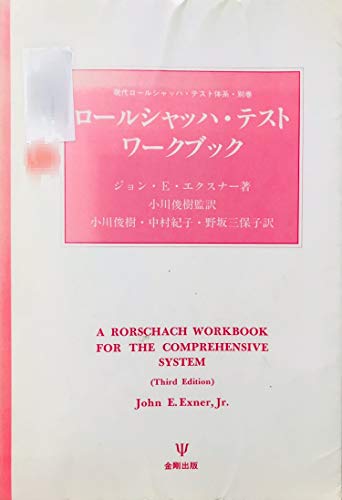 現代ロールシャッハ・テスト体系・別巻
ロールシャッハ・テスト
ワークブック
ジョン・E・エクスナー著
小川俊樹監訳
小川俊樹・中村紀子・野坂三保子訳
A RORSCHACH WORKBOOK
FOR THE COMPREHENSIVE
SYSTEM
(Third Edition)
John E. Exner, Jr.
金剛出版